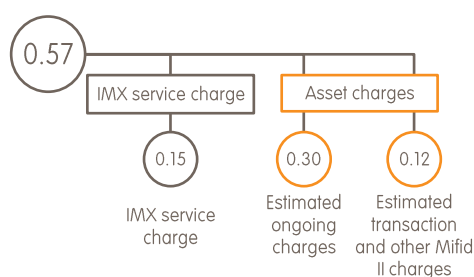 0.57
IMX service charge
Asset charges
0.15
0.30
0.12
IMX service
charge
Estimated
ongoing
charges
Estimated
transaction
and other Mifid
II charges